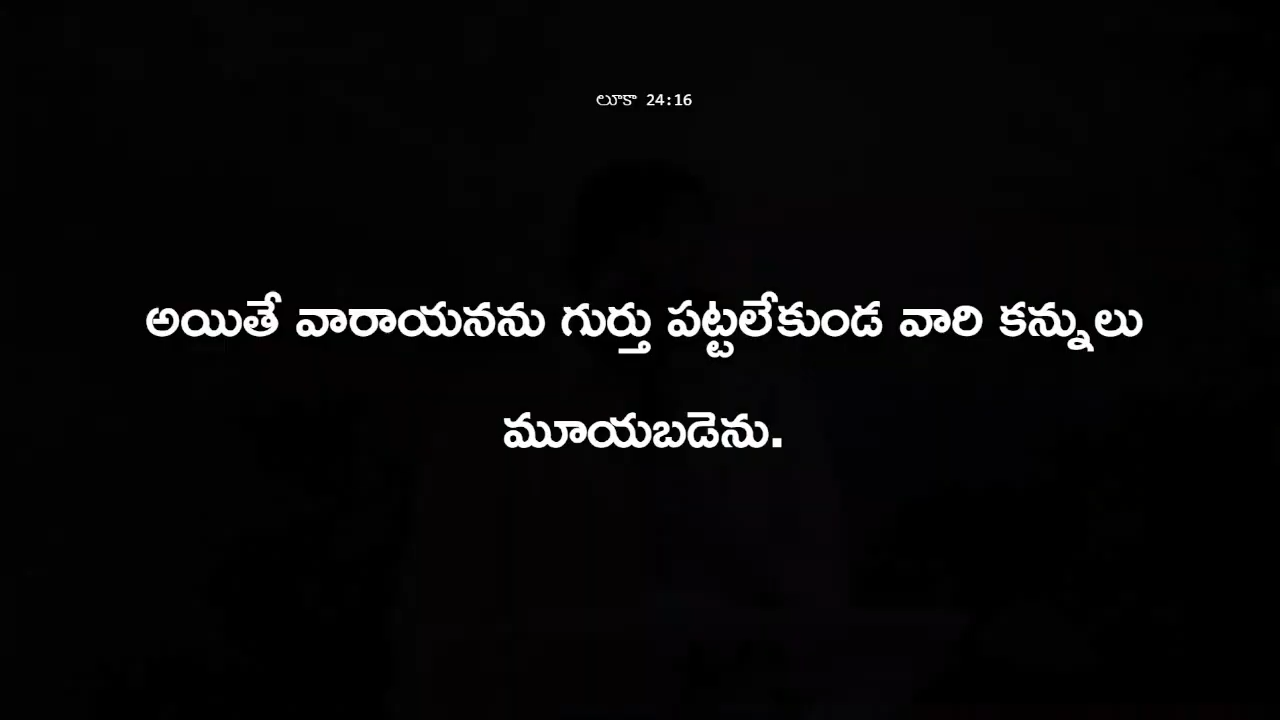 లూకా 24:16
అయితే వారాయనను గుర్తు పట్టలేకుండ వారి కన్నులు
మూయబడెను.